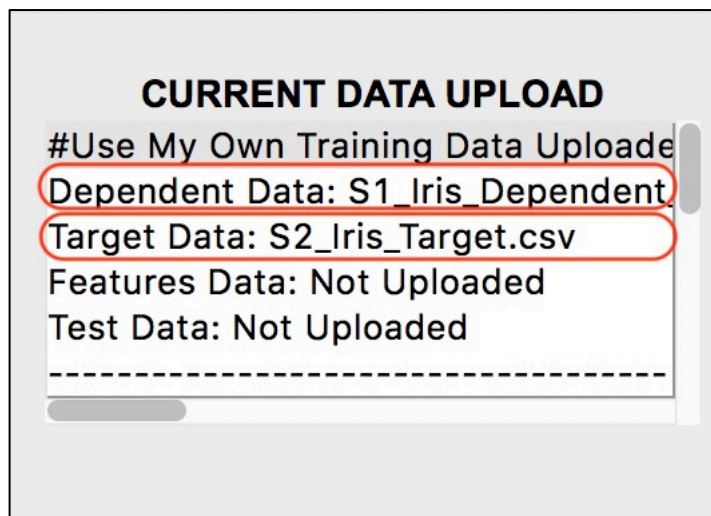 CURRENT DATA UPLOAD
#Use My Own Training Data Uploade
Dependent Data: S1_Iris_Dependent_
Target Data: S2_Iris_Target.csv
Features Data: Not Uploaded
Test Data: Not Uploaded
--------------------------------------